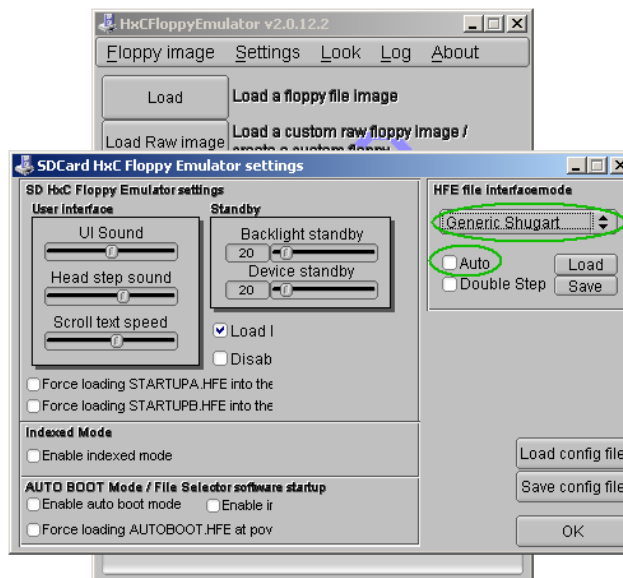 HxCFloppyEmulator v2.0.12.2
Floppy image Settings Look Log About
Load Load a floppy file image
Load Raw image Load a custom raw floppy image /
create a custom floppy
SDCard HxC Floppy Emulator settings
SD HxC Floppy Emulator settings
User Interface
UI Sound
Head step sound
Scroll text speed
Standby
Backlight standby
20
Device standby
20
Load l
Disab
Force loading STARTUPA.HFE into the
Force loading STARTUPB.HFE into the
Indexed Mode
Enable indexed mode
AUTO BOOT Mode / File Selector software startup
Enable auto boot mode Enable ir
Force loading AUTOBOOT.HFE at pov
HFE file interfacemode
Generic Shugart
Auto Load
Double Step Save
Load config file
Save config file
OK